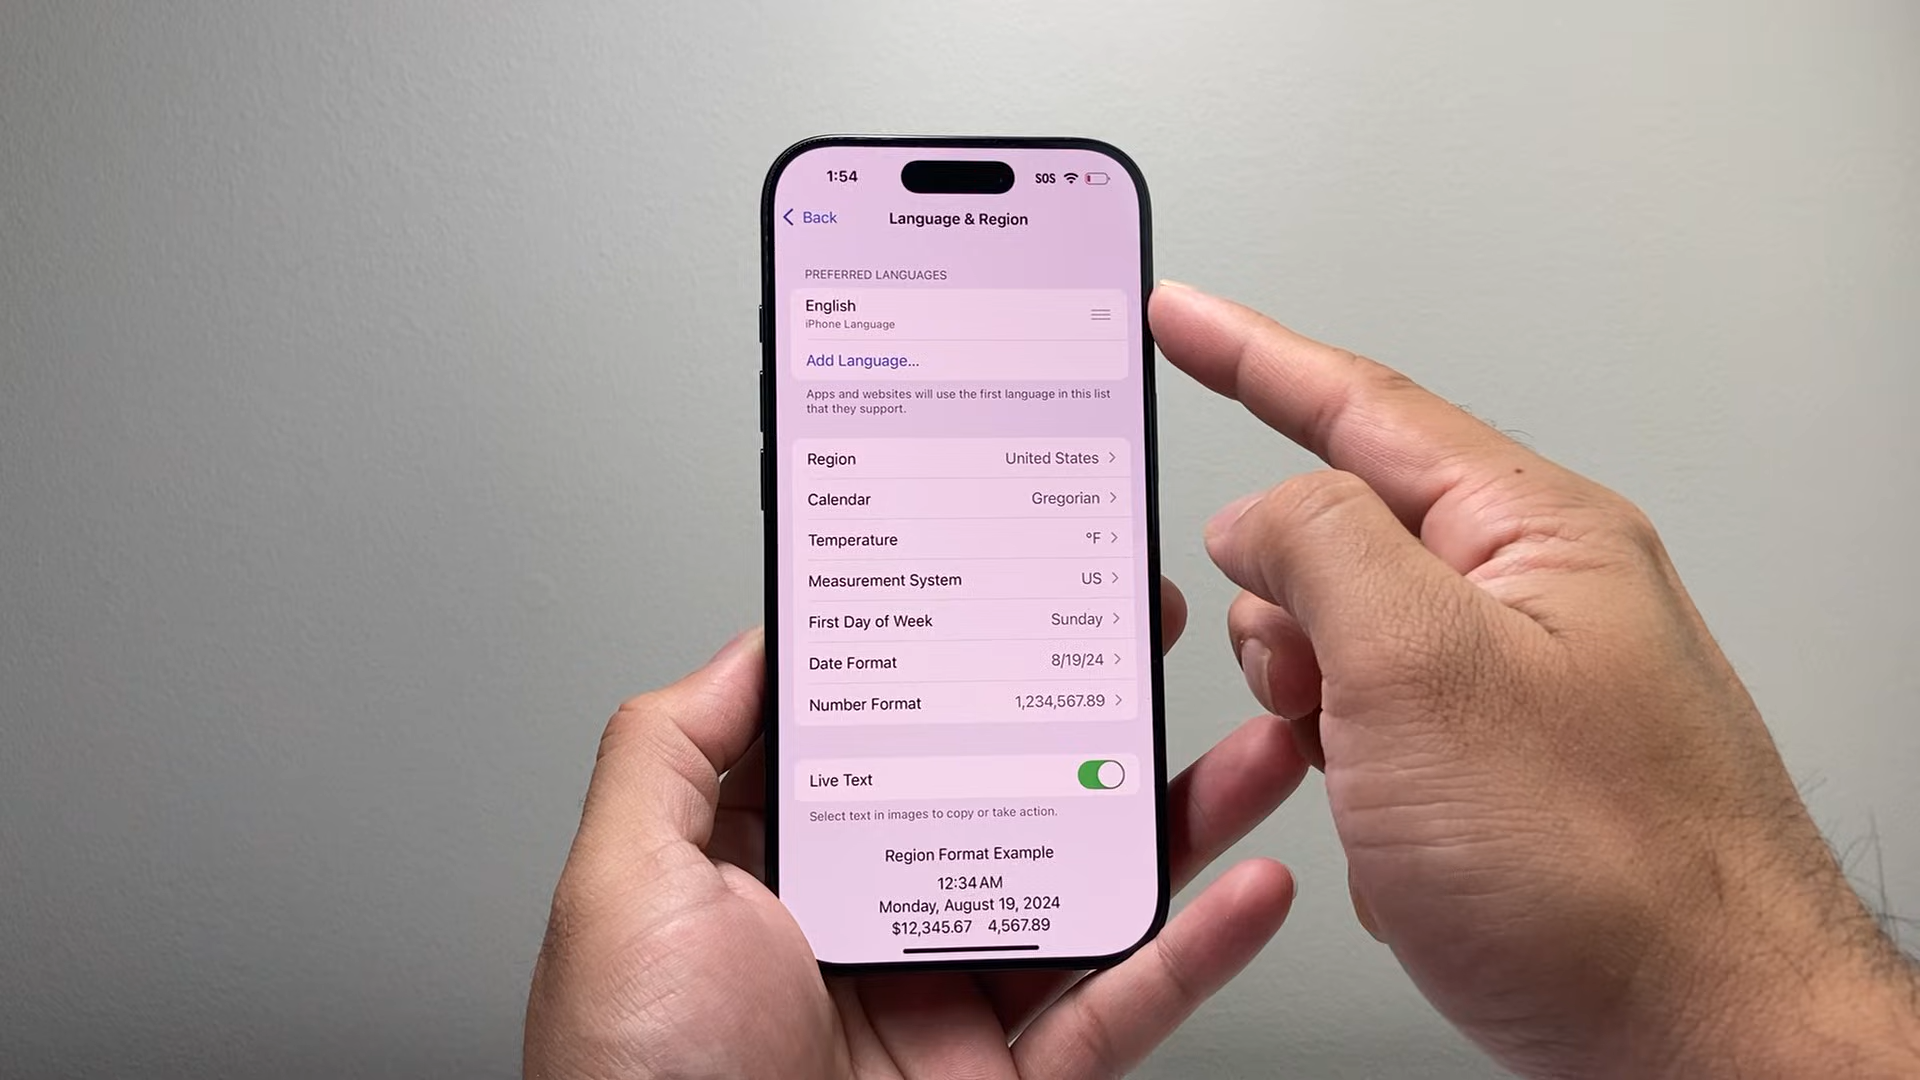 1:54 SOS
Back Language & Region
PREFERRED LANGUAGES
English
iPhone Language
Add Language...
Apps and websites will use the first language in this list
that they support.
Region United States
Calendar Gregorian
Temperature °F
Measurement System US
First Day of Week Sunday
Date Format 8/19/24
Number Format 1,234,567.89
Live Text
Select text in images to copy or take action.
Region Format Example
12:34 AM
Monday, August 19, 2024
$12,345.67 4,567.89